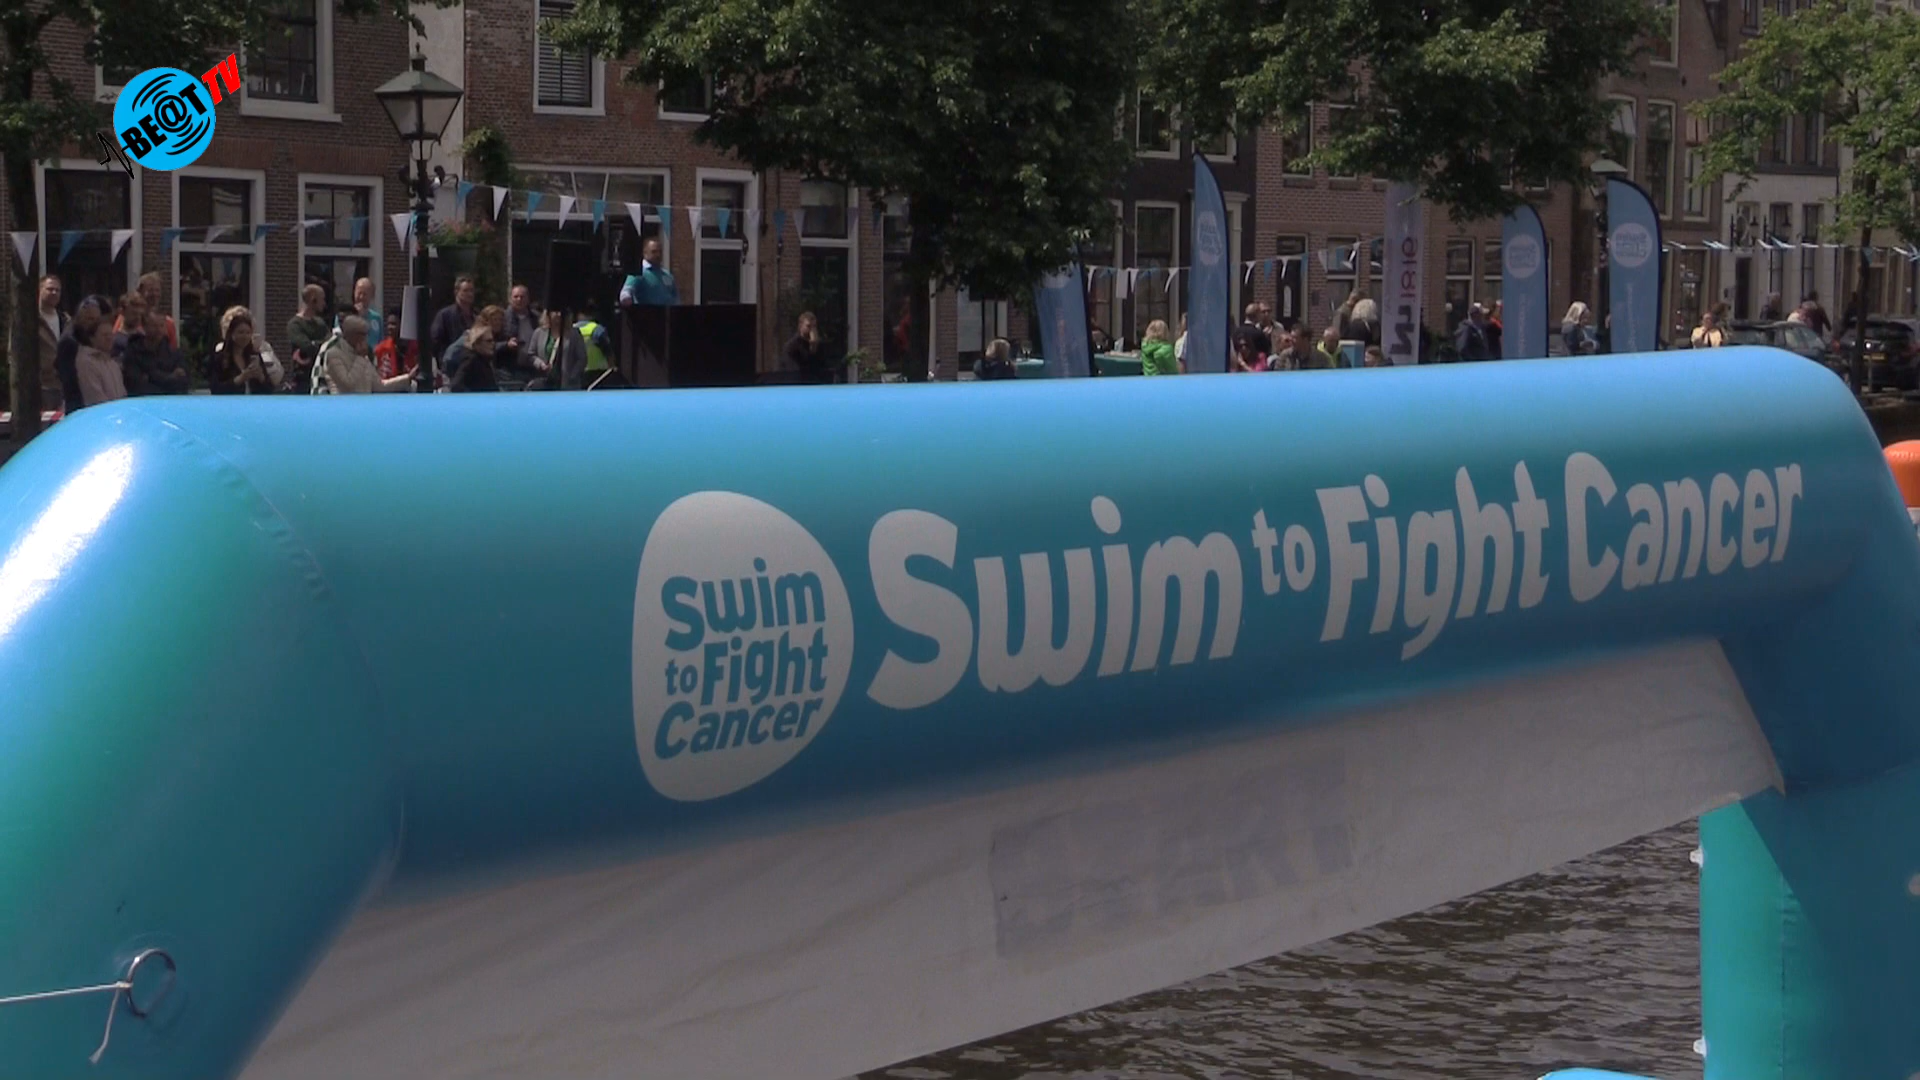 BE@T TV
Swim to Fight Cancer
Swim
to Fight
Cancer